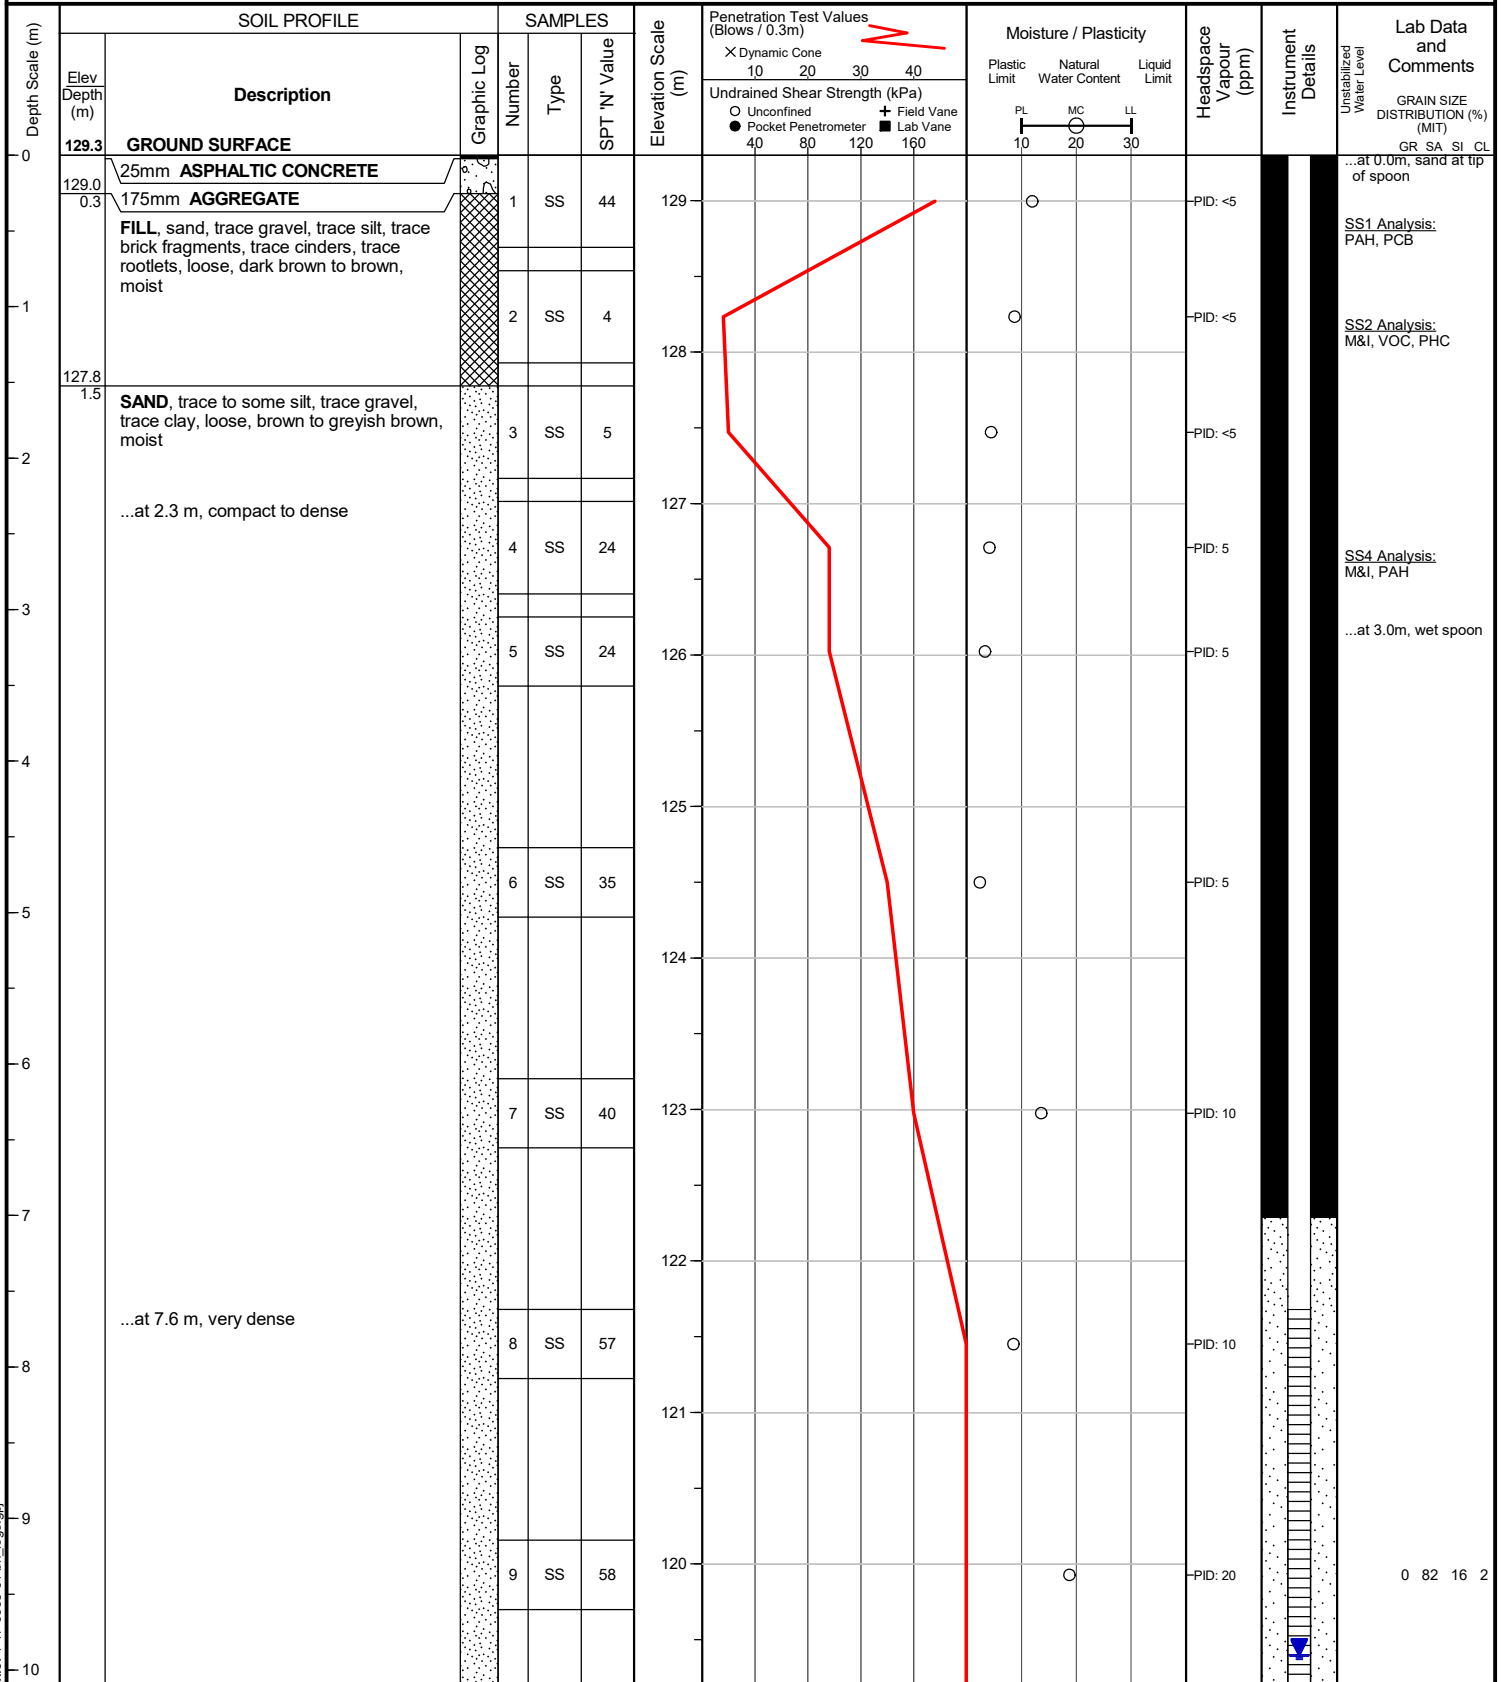 SOIL PROFILE
SAMPLES
Depth Scale (m)
Elev
Depth
(m)
Description
Graphic Log
Number
Type
SPT 'N' Value
Elevation Scale
(m)
Penetration Test Values
(Blows / 0.3m)
X Dynamic Cone
10 20 30 40
Undrained Shear Strength (kPa)
Unconfined
Field Vane
Pocket Penetrometer
Lab Vane
40 80 120 160
Moisture / Plasticity
Plastic Limit
Natural Water Content
Liquid Limit
PL MC LL
10 20 30
Headspace
Vapour
(ppm)
Instrument
Details
Unstabilized
Water Level
Lab Data
and
Comments
GRAIN SIZE
DISTRIBUTION (%)
(MIT)
GR SA SI CL
129.3 GROUND SURFACE
0
25mm ASPHALTIC CONCRETE
...at 0.0m, sand at tip
of spoon
129.0
0.3
175mm AGGREGATE
1 SS 44
129
PID: <5
FILL, sand, trace gravel, trace silt, trace
brick fragments, trace cinders, trace
rootlets, loose, dark brown to brown,
moist
SS1 Analysis:
PAH, PCB
1
2 SS 4
PID: <5
SS2 Analysis:
M&I, VOC, PHC
128
127.8
1.5
SAND, trace to some silt, trace gravel,
trace clay, loose, brown to greyish brown,
moist
3 SS 5
PID: <5
2
127
...at 2.3 m, compact to dense
4 SS 24
PID: 5
SS4 Analysis:
M&I, PAH
3
...at 3.0m, wet spoon
5 SS 24
126
PID: 5
4
125
6 SS 35
PID: 5
5
124
6
7 SS 40
123
PID: 10
7
122
...at 7.6 m, very dense
8 SS 57
PID: 10
8
121
9
120
9 SS 58
PID: 20
0 82 16 2
10